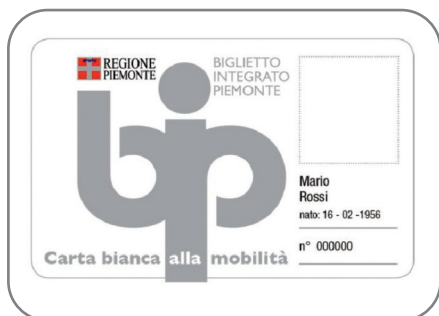 REGIONE
PIEMONTE
BIGLIETTO
INTEGRATO
PIEMONTE
bip
Mario
Rossi
nato: 16 - 02 -1956
n° 000000
Carta bianca alla mobilità